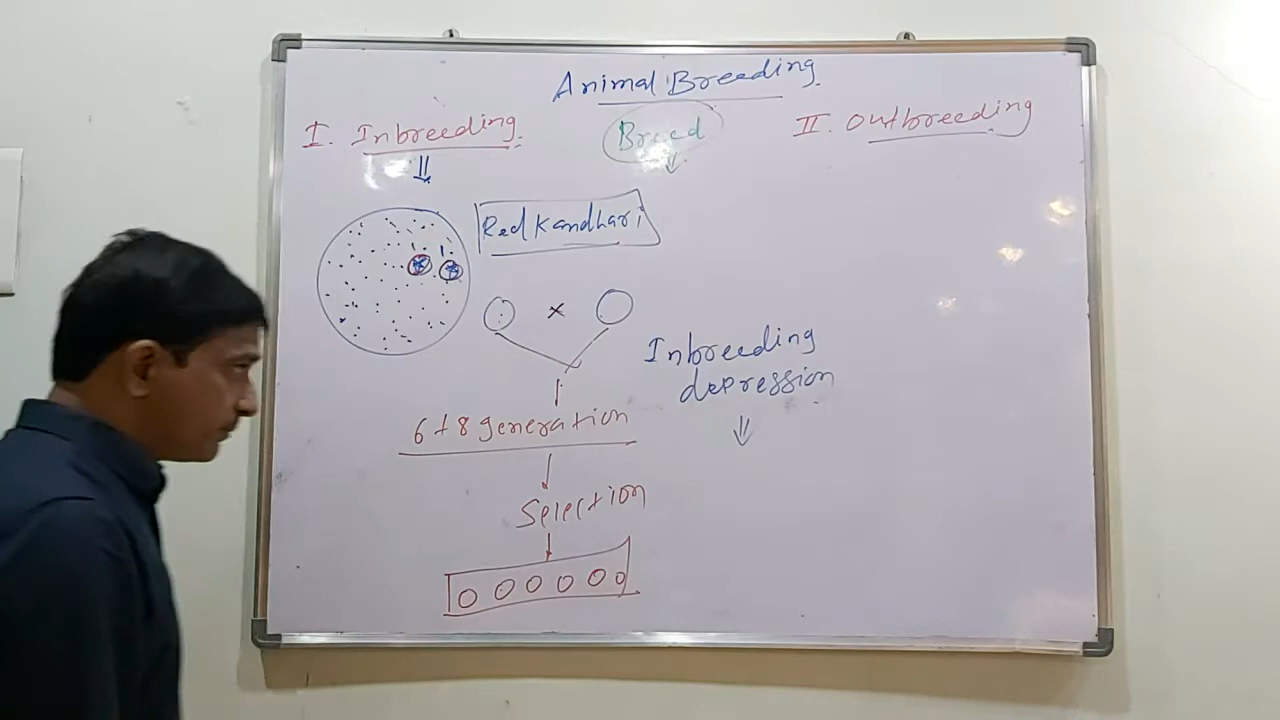 Animal Breeding
I. Inbreeding
Breed
II. Outbreeding
Red Kandhari
x
Inbreeding
depression
6 + 8 generation
Selection